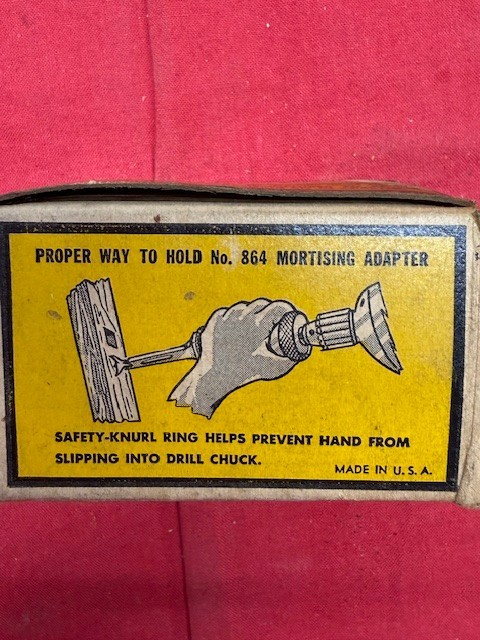 PROPER WAY TO HOLD No. 864 MORTISING ADAPTER
SAFETY-KNURL RING HELPS PREVENT HAND FROM
SLIPPING INTO DRILL CHUCK.
MADE IN U.S.A.